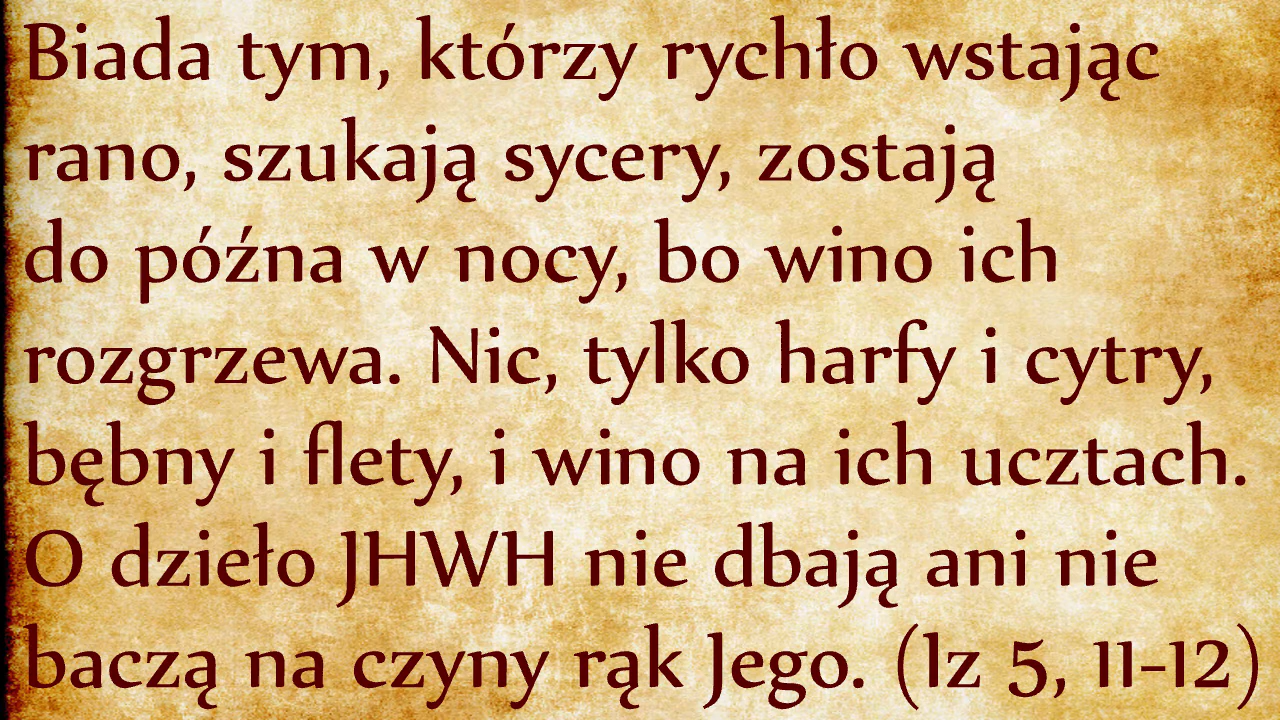 Biada tym, którzy rychło wstając
rano, szukają sycery, zostają
do późna w nocy, bo wino ich
rozgrzewa. Nic, tylko harfy i cytry,
bębny i flety, i wino na ich ucztach.
O dzieło JHWH nie dbają ani nie
baczą na czyny rąk Jego. (Iz 5, 11-12)